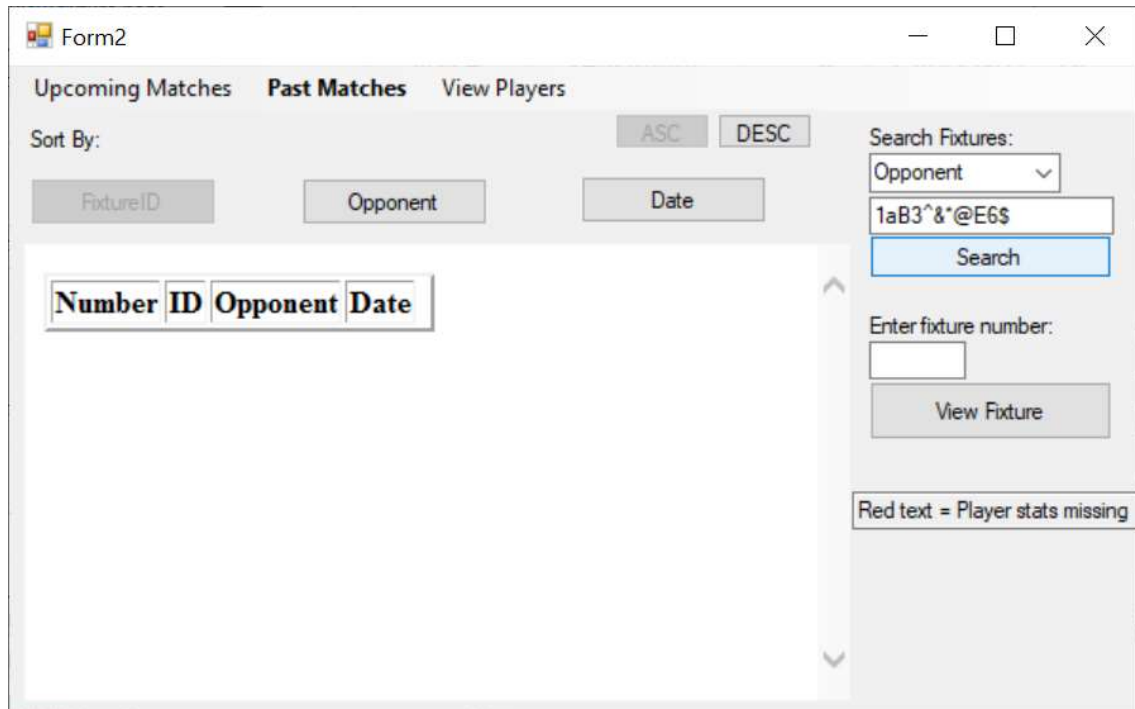 Form2
Upcoming Matches Past Matches View Players
Sort By:
ASC DESC
FixtureID Opponent Date
Number ID Opponent Date
Search Fixtures:
Opponent
1aB3^&*@E6$
Search
Enter fixture number:
View Fixture
Red text = Player stats missing